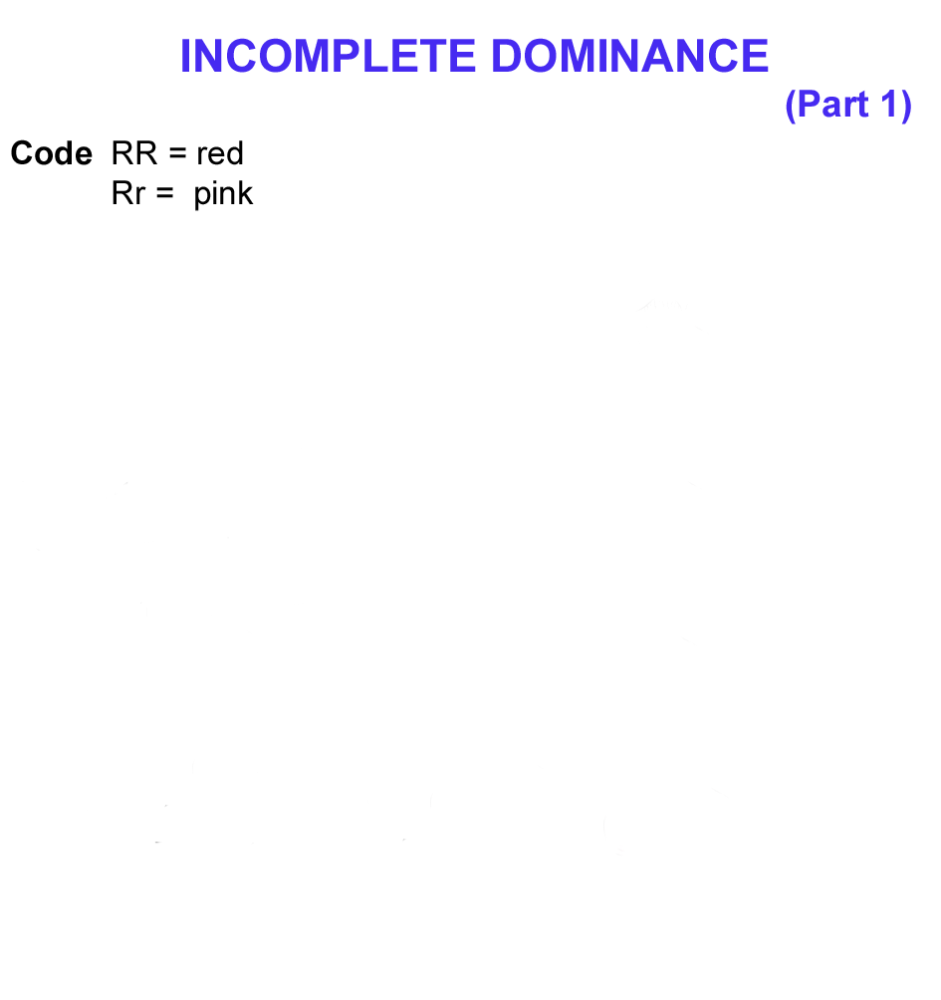 INCOMPLETE DOMINANCE
(Part 1)
Code RR = red
Rr = pink